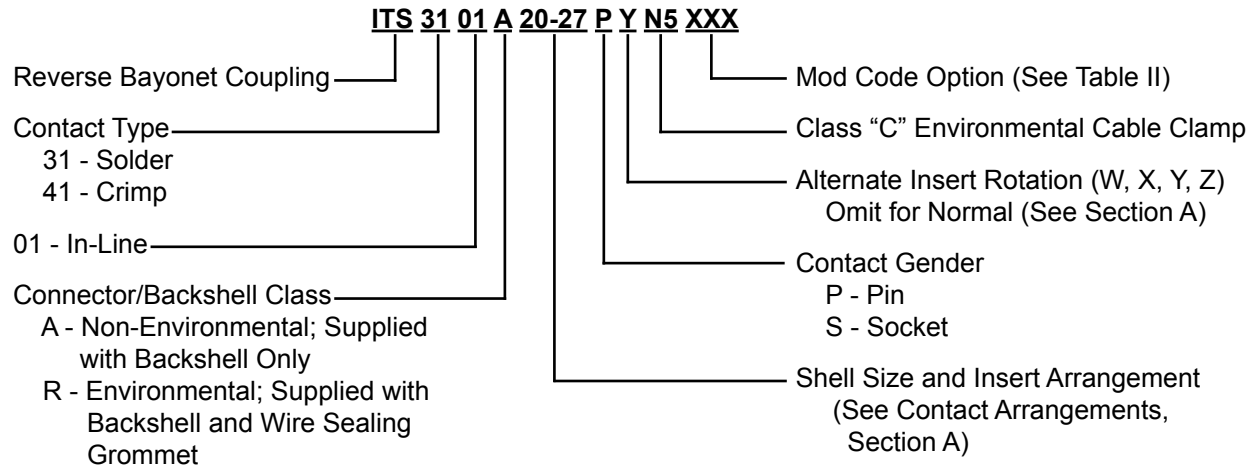 ITS 31 01 A 20-27 P Y N5 XXX
Reverse Bayonet Coupling
Contact Type
31 - Solder
41 - Crimp
01 - In-Line
Connector/Backshell Class
A - Non-Environmental; Supplied
with Backshell Only
R - Environmental; Supplied with
Backshell and Wire Sealing
Grommet
Mod Code Option (See Table II)
Class “C” Environmental Cable Clamp
Alternate Insert Rotation (W, X, Y, Z)
Omit for Normal (See Section A)
Contact Gender
P - Pin
S - Socket
Shell Size and Insert Arrangement
(See Contact Arrangements,
Section A)